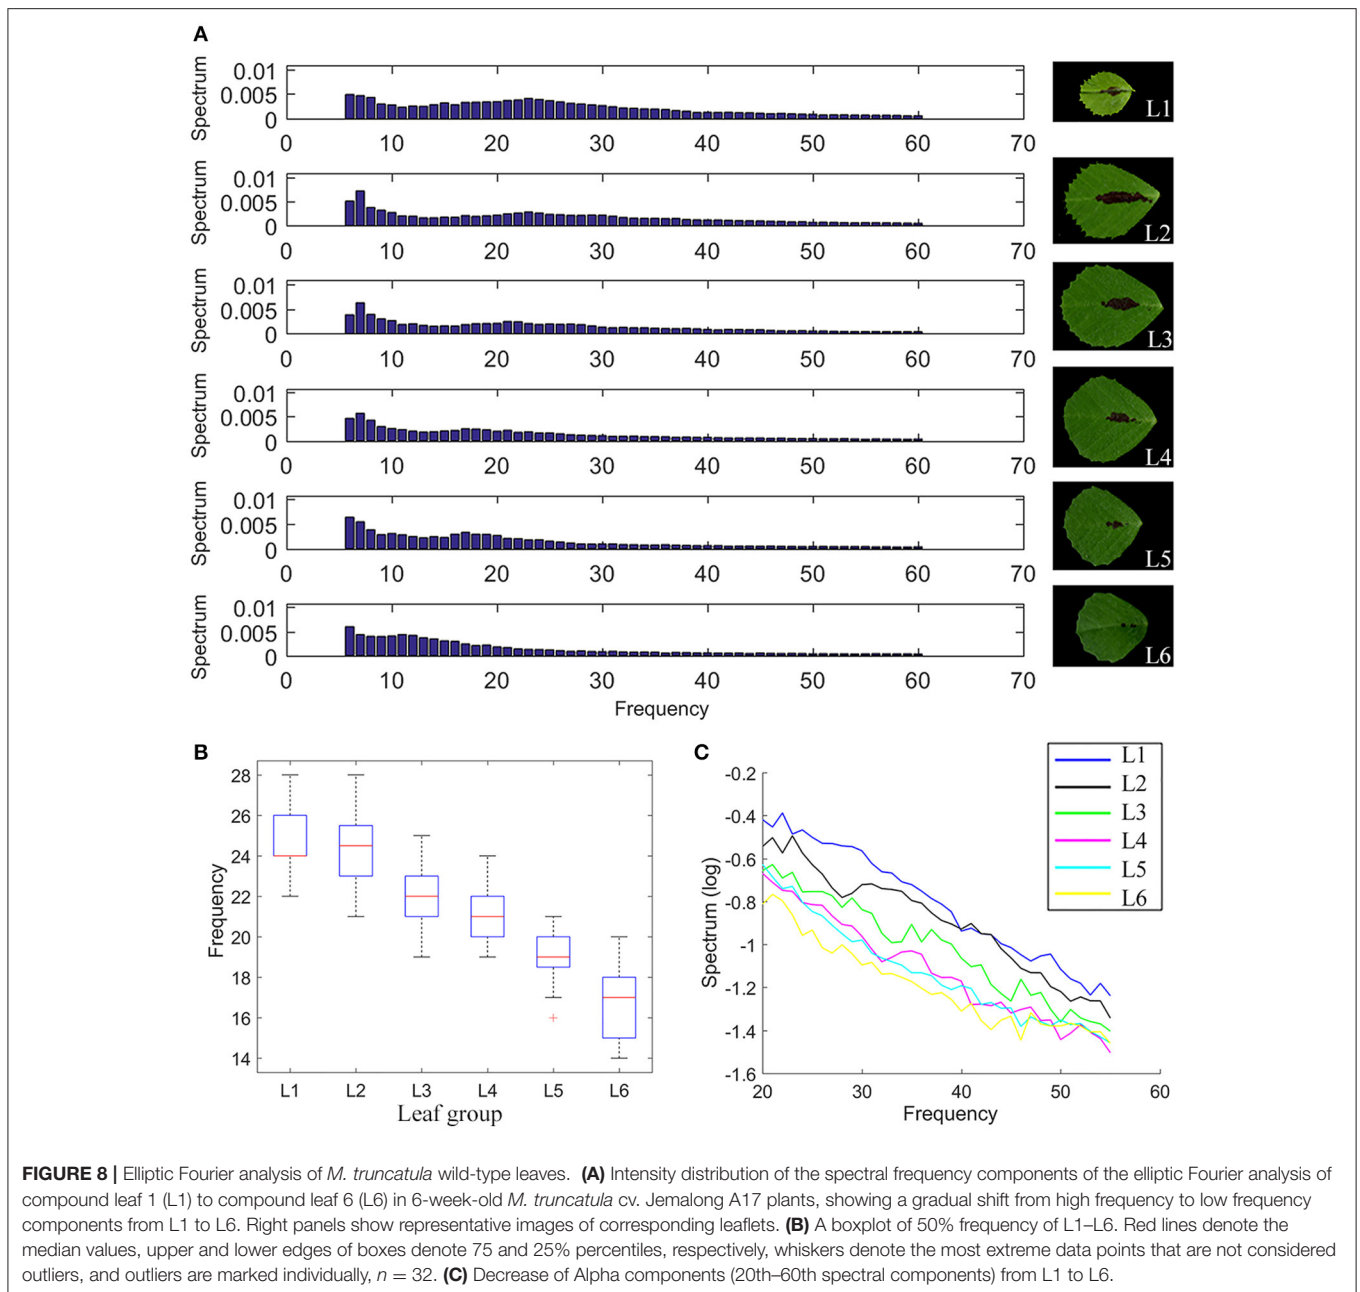 A
Spectrum
0.01
0.005
0
0 10 20 30 40 50 60 70
L1
Spectrum
0.01
0.005
0
0 10 20 30 40 50 60 70
L2
Spectrum
0.01
0.005
0
0 10 20 30 40 50 60 70
L3
Spectrum
0.01
0.005
0
0 10 20 30 40 50 60 70
L4
Spectrum
0.01
0.005
0
0 10 20 30 40 50 60 70
L5
Spectrum
0.01
0.005
0
0 10 20 30 40 50 60 70
L6
Frequency
B
Frequency
28
26
24
22
20
18
16
14
L1 L2 L3 L4 L5 L6
Leaf group
C
Spectrum (log)
-0.2
-0.4
-0.6
-0.8
-1
-1.2
-1.4
-1.6
20 30 40 50 60
Frequency
L1
L2
L3
L4
L5
L6
FIGURE 8 | Elliptic Fourier analysis of M. truncatula wild-type leaves. (A) Intensity distribution of the spectral frequency components of the elliptic Fourier analysis of
compound leaf 1 (L1) to compound leaf 6 (L6) in 6-week-old M. truncatula cv. Jemalong A17 plants, showing a gradual shift from high frequency to low frequency
components from L1 to L6. Right panels show representative images of corresponding leaflets. (B) A boxplot of 50% frequency of L1–L6. Red lines denote the
median values, upper and lower edges of boxes denote 75 and 25% percentiles, respectively, whiskers denote the most extreme data points that are not considered
outliers, and outliers are marked individually, n = 32. (C) Decrease of Alpha components (20th–60th spectral components) from L1 to L6.